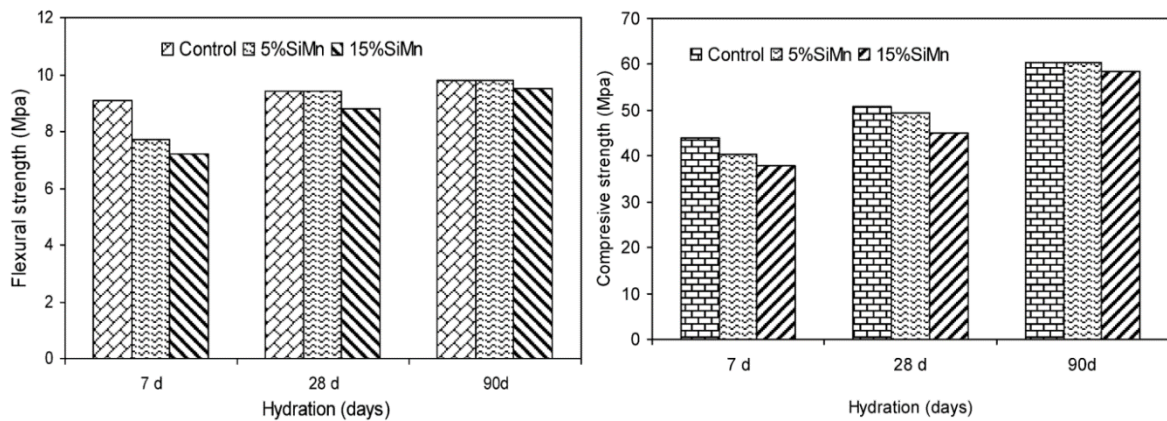 12
10
8
6
4
2
0
Flexural strength (Mpa)
Control 5%SiMn 15%SiMn
7 d 28 d 90d
Hydration (days)
70
60
50
40
30
20
10
0
Compresive strength (Mpa)
Control 5%SiMn 15%SiMn
7 d 28 d 90d
Hydration (days)